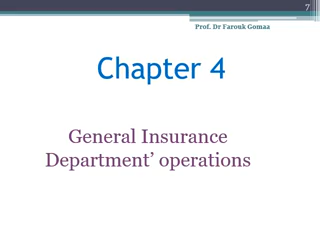 7
Prof. Dr Farouk Gomaa
Chapter 4
General Insurance
Department’ operations